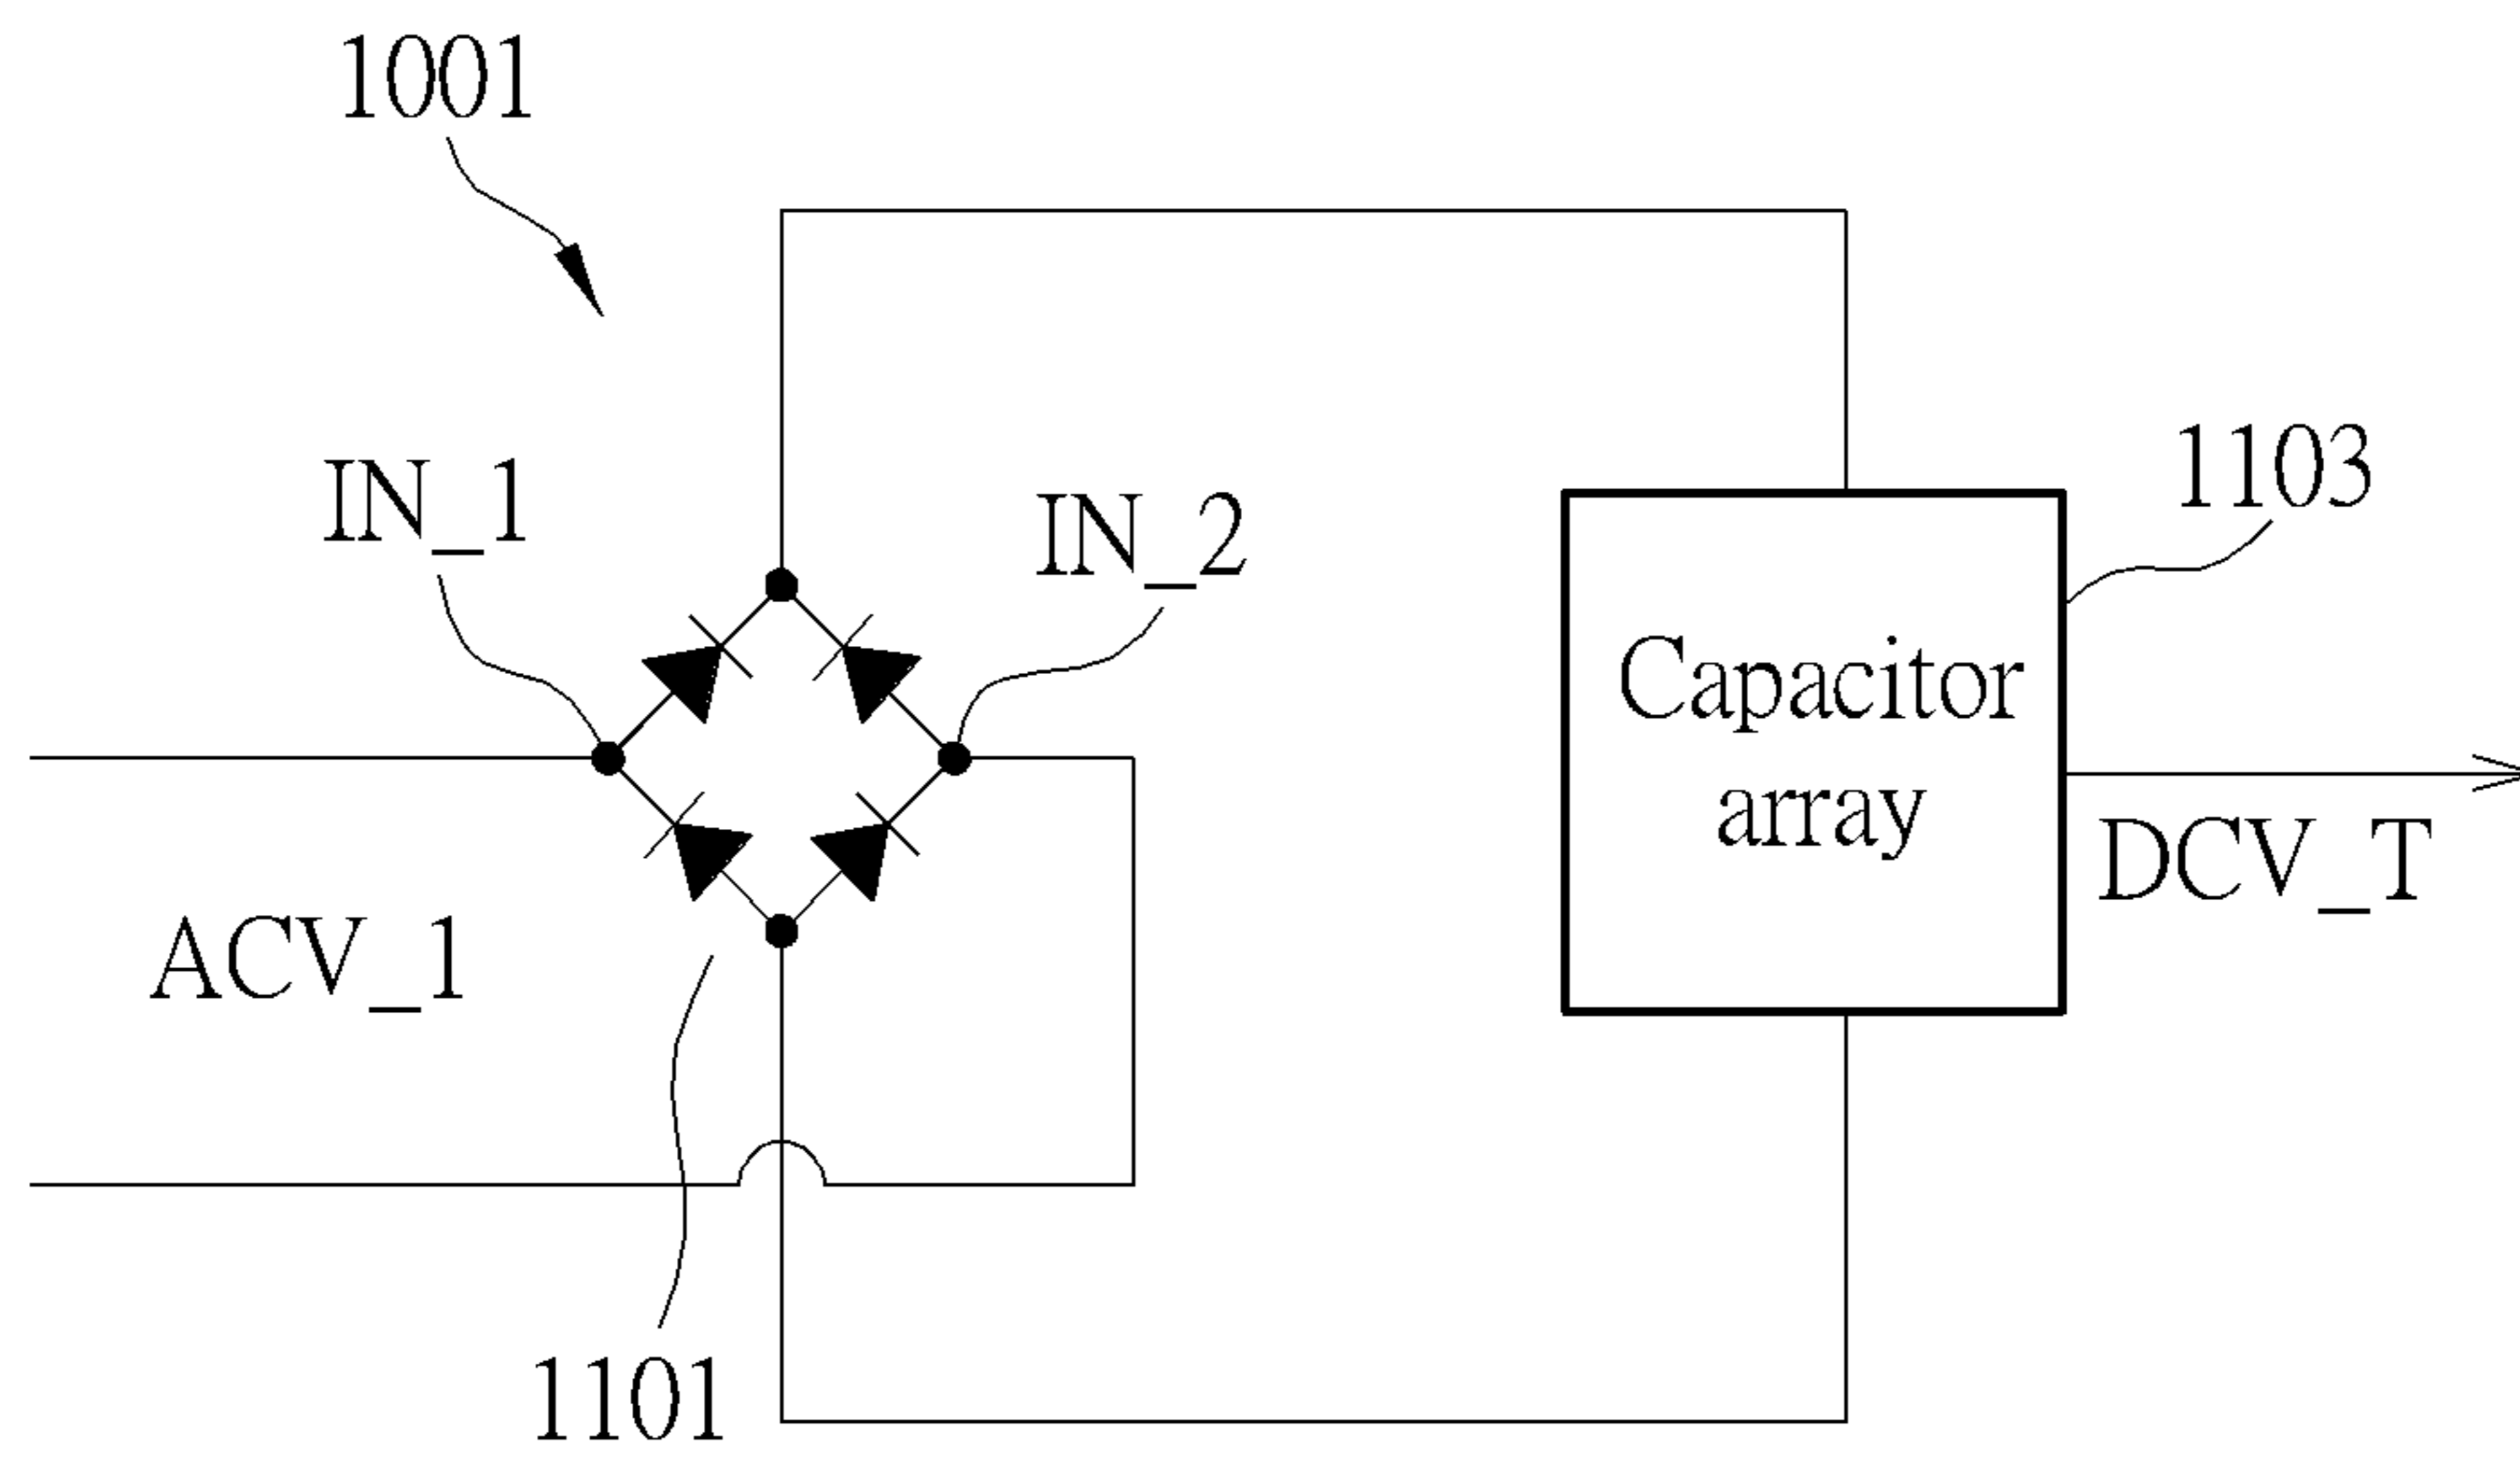 1001
IN_1
IN_2
1103
Capacitor
array
DCV_T
ACV_1
1101